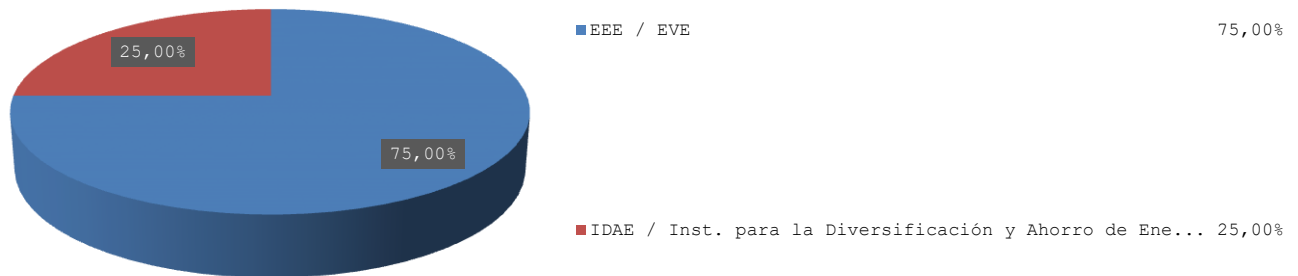 25,00%
75,00%
EEE / EVE 75,00%
IDAE / Inst. para la Diversificación y Ahorro de Ene... 25,00%